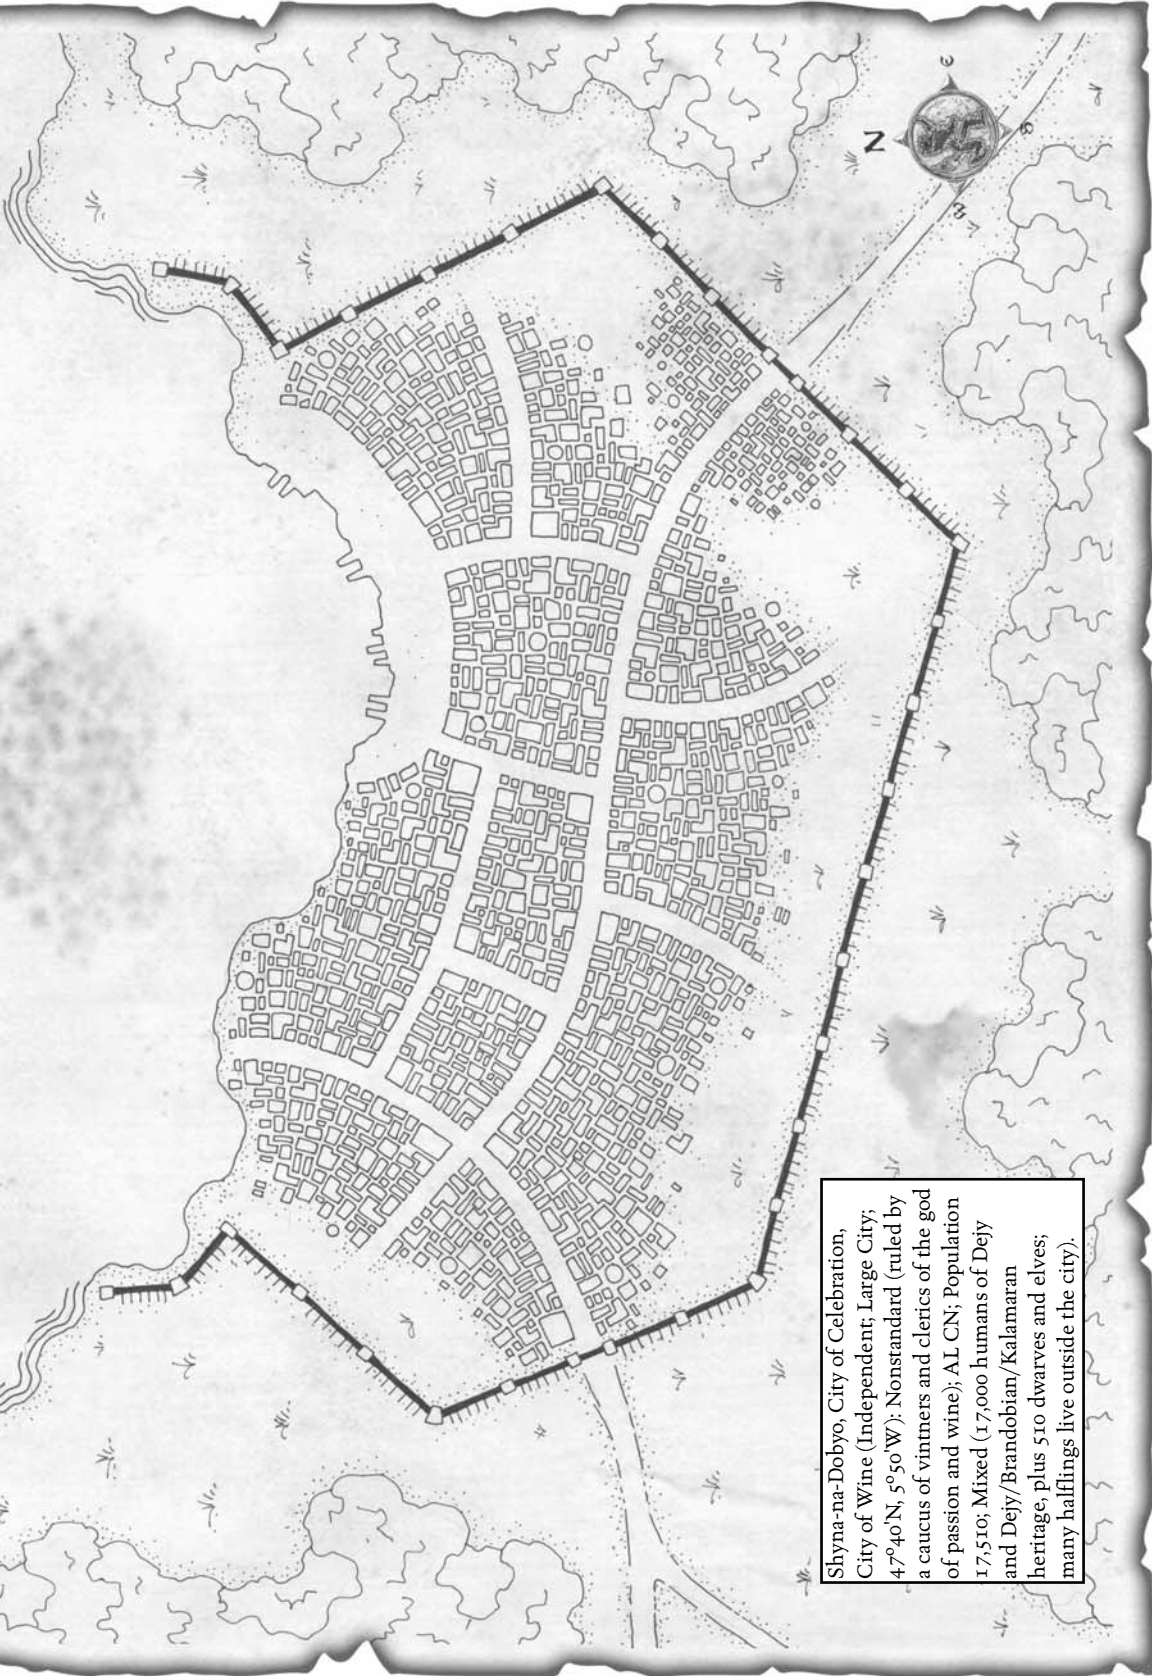 N
e
s
w
Shyna-na-Dobyo, City of Celebration,
City of Wine (Independent; Large City;
47°40'N, 5°50'W): Nonstandard (ruled by
a caucus of vintners and clerics of the god
of passion and wine); AL CN; Population
17,510; Mixed (17,000 humans of Dejy
and Dejy/Brandobian/Kalamaran
heritage, plus 510 dwarves and elves;
many halflings live outside the city).